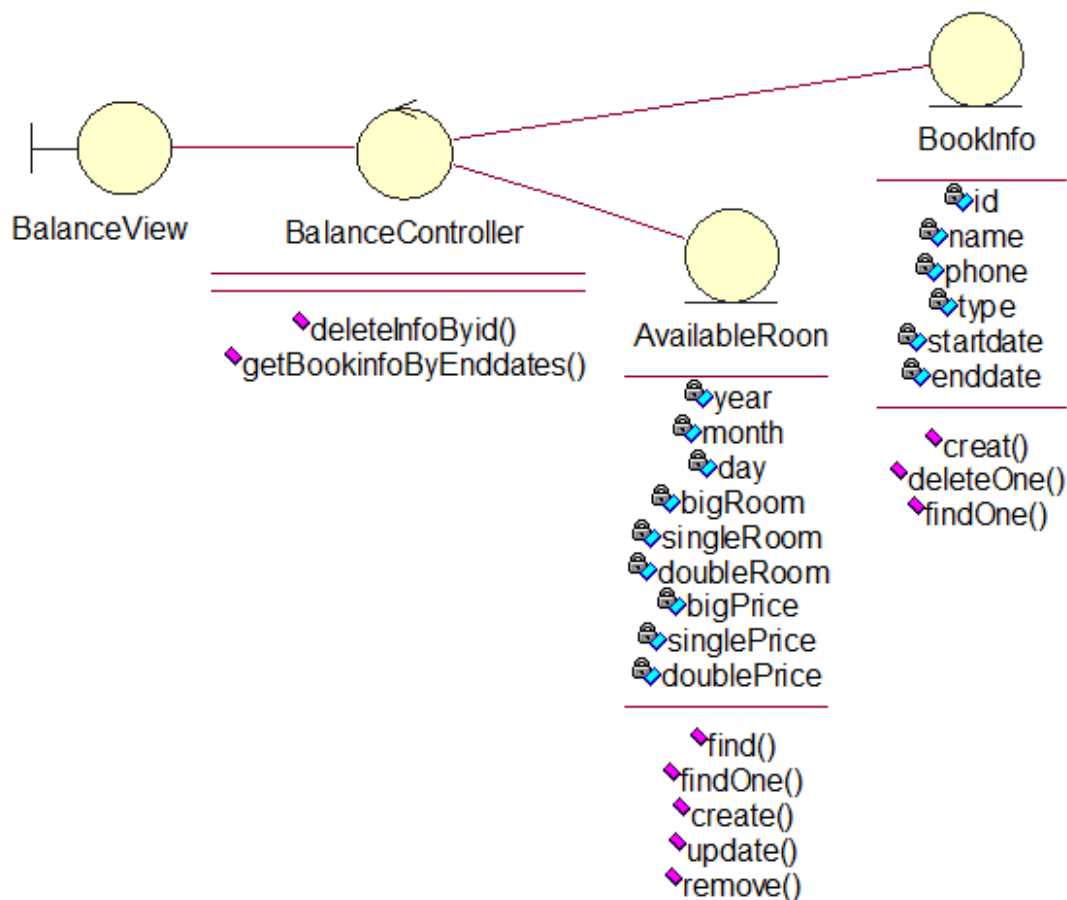 BalanceView
BalanceController
deleteInfoByid()
getBookinfoByEnddates()
AvailableRoon
year
month
day
bigRoom
singleRoom
doubleRoom
bigPrice
singlePrice
doublePrice
find()
findOne()
create()
update()
remove()
BookInfo
id
name
phone
type
startdate
enddate
creat()
deleteOne()
findOne()